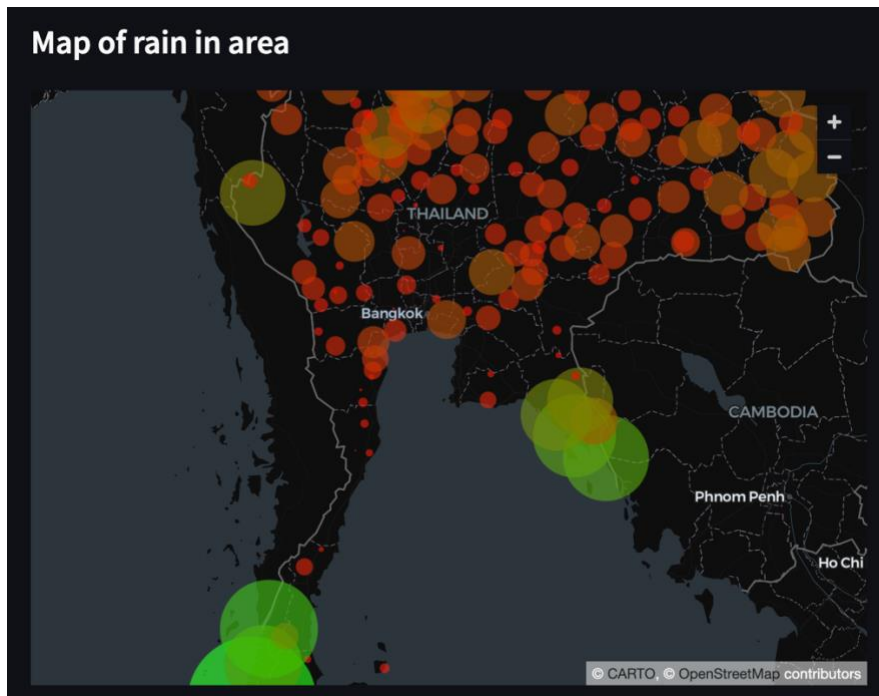 Map of rain in area
+
−
THAILAND
Bangkok
CAMBODIA
Phnom Penh
Ho Chi
© CARTO, © OpenStreetMap contributors